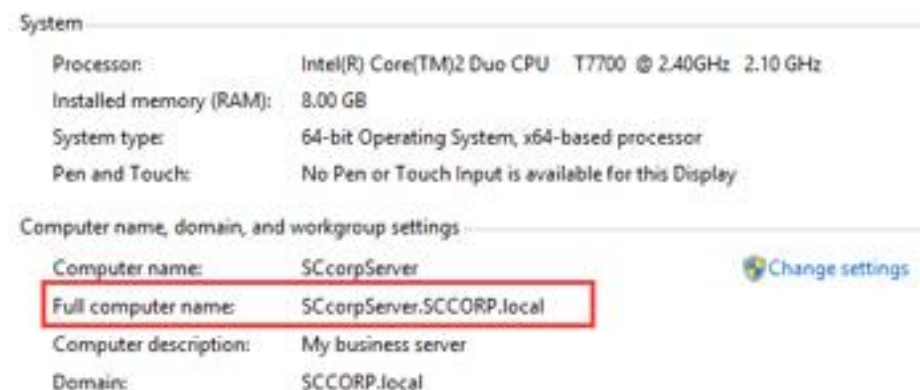 System
Processor: Intel(R) Core(TM)2 Duo CPU T7700 @ 2.40GHz 2.10 GHz
Installed memory (RAM): 8.00 GB
System type: 64-bit Operating System, x64-based processor
Pen and Touch: No Pen or Touch Input is available for this Display
Computer name, domain, and workgroup settings
Computer name: SCcorpServer Change settings
Full computer name: SCcorpServer.SCCORP.local
Computer description: My business server
Domain: SCCORP.local